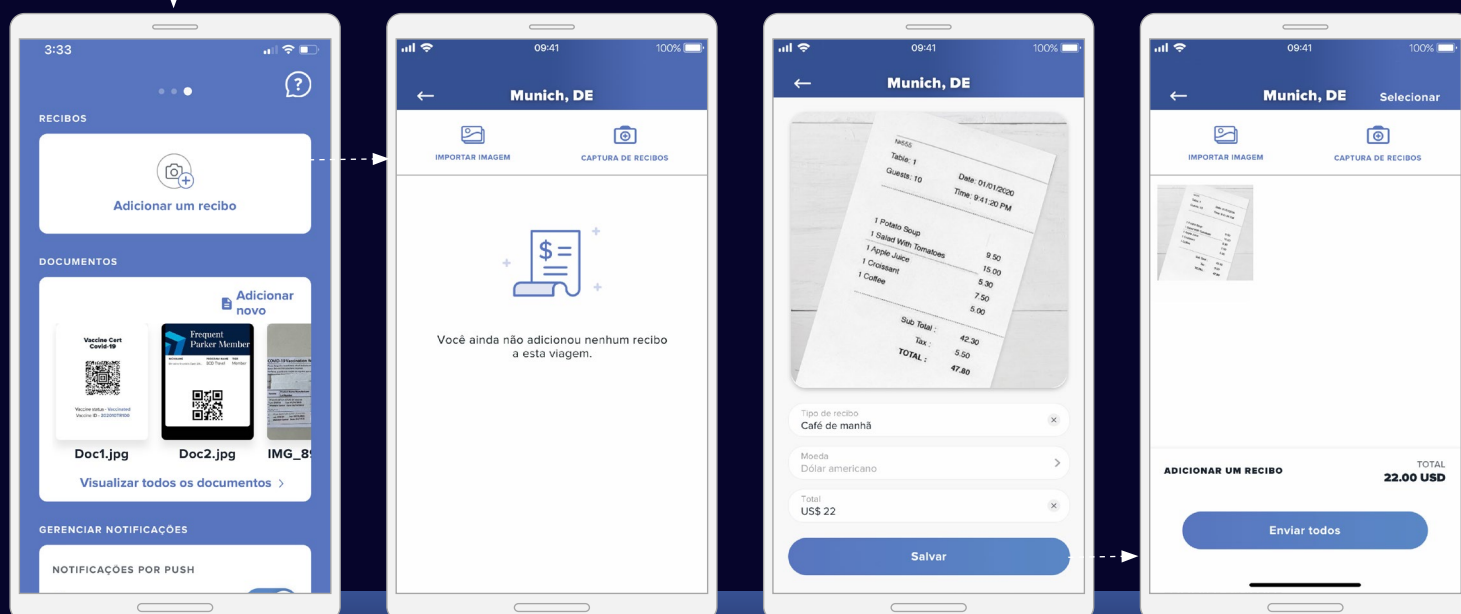 3:33
RECIBOS
Adicionar um recibo
DOCUMENTOS
Adicionar
novo
Vaccine Cert
Covid-19
Vaccine status - Vaccinated
Frequent
Parker Member
Member
Doc1.jpg
Doc2.jpg
IMG_89
Visualizar todos os documentos >
GERENCIAR NOTIFICAÇÕES
NOTIFICAÇÕES POR PUSH
09:41
100%
Munich, DE
IMPORTAR IMAGEM
CAPTURA DE RECIBOS
$
Você ainda não adicionou nenhum recibo
a esta viagem.
09:41
100%
Munich, DE
№555
Table: 1
Date: 01/01/2020
Guests: 10
Time: 9:41:20 PM
1 Potato Soup 9.50
1 Salad With Tomatoes 15.00
1 Apple Juice 5.30
1 Croissant 7.50
1 Coffee 5.00
Sub Total : 42.30
Tax : 5.50
TOTAL : 47.80
Tipo de recibo
Café de manhã
Moeda
Dólar americano
Total
US$ 22
Salvar
09:41
100%
Munich, DE
Selecionar
IMPORTAR IMAGEM
CAPTURA DE RECIBOS
ADICIONAR UM RECIBO
TOTAL
22.00 USD
Enviar todos